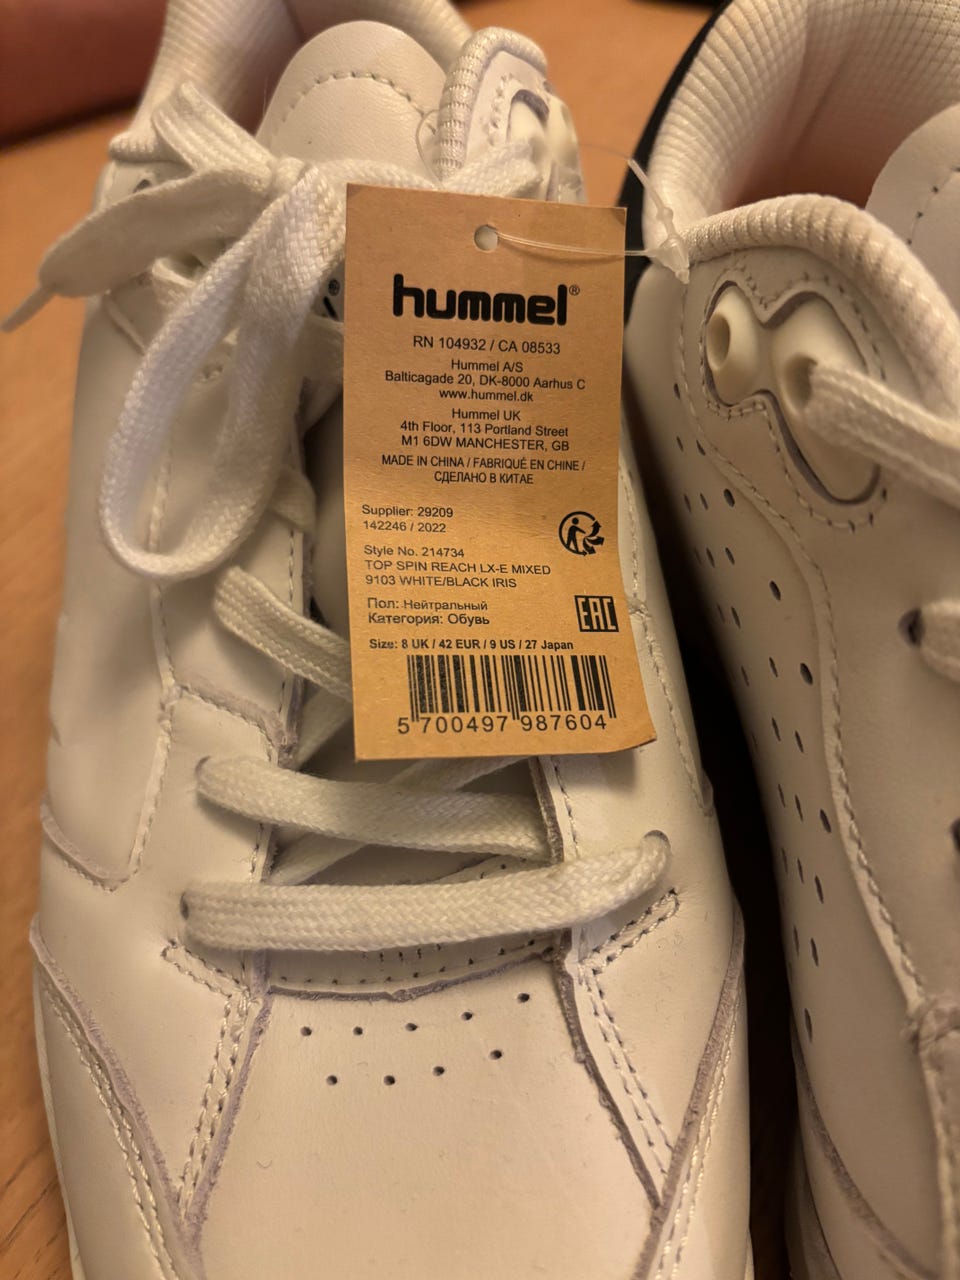 hummel®
RN 104932 / CA 08533
Hummel A/S
Balticagade 20, DK-8000 Aarhus C
www.hummel.dk
Hummel UK
4th Floor, 113 Portland Street
M1 6DW MANCHESTER, GB
MADE IN CHINA / FABRIQUÉ EN CHINE /
СДЕЛАНО В КИТАЕ
Supplier: 29209
142246 / 2022
Style No. 214734
TOP SPIN REACH LX-E MIXED
9103 WHITE/BLACK IRIS
Пол: Нейтральный
Категория: Обувь
EAC
Size: 8 UK / 42 EUR / 9 US / 27 Japan
5 700497 987604